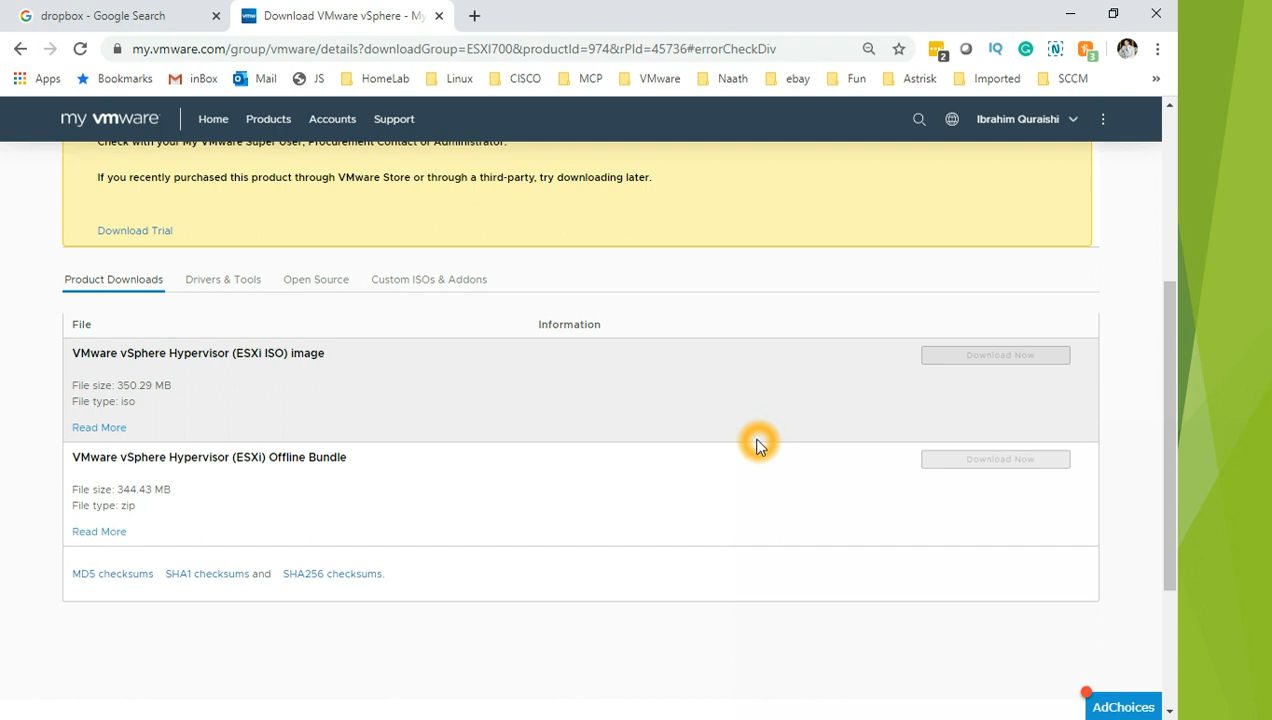 dropbox - Google Search
Download VMware vSphere - My
my.vmware.com/group/vmware/details?downloadGroup=ESXI700&productId=974&rPId=45736#errorCheckDiv
2
3
Apps
Bookmarks
inBox
Mail
JS
HomeLab
Linux
CISCO
MCP
VMware
Naath
ebay
Fun
Astrisk
Imported
SCCM
»
my vmware
Home
Products
Accounts
Support
Ibrahim Quraishi
Check with your My VMware Super User, Procurement Contact or Administrator.
If you recently purchased this product through VMware Store or through a third-party, try downloading later.
Download Trial
Product Downloads
Drivers & Tools
Open Source
Custom ISOs & Addons
File
Information
VMware vSphere Hypervisor (ESXi ISO) image
Download Now
File size: 350.29 MB
File type: iso
Read More
VMware vSphere Hypervisor (ESXi) Offline Bundle
Download Now
File size: 344.43 MB
File type: zip
Read More
MD5 checksums SHA1 checksums and SHA256 checksums.
AdChoices